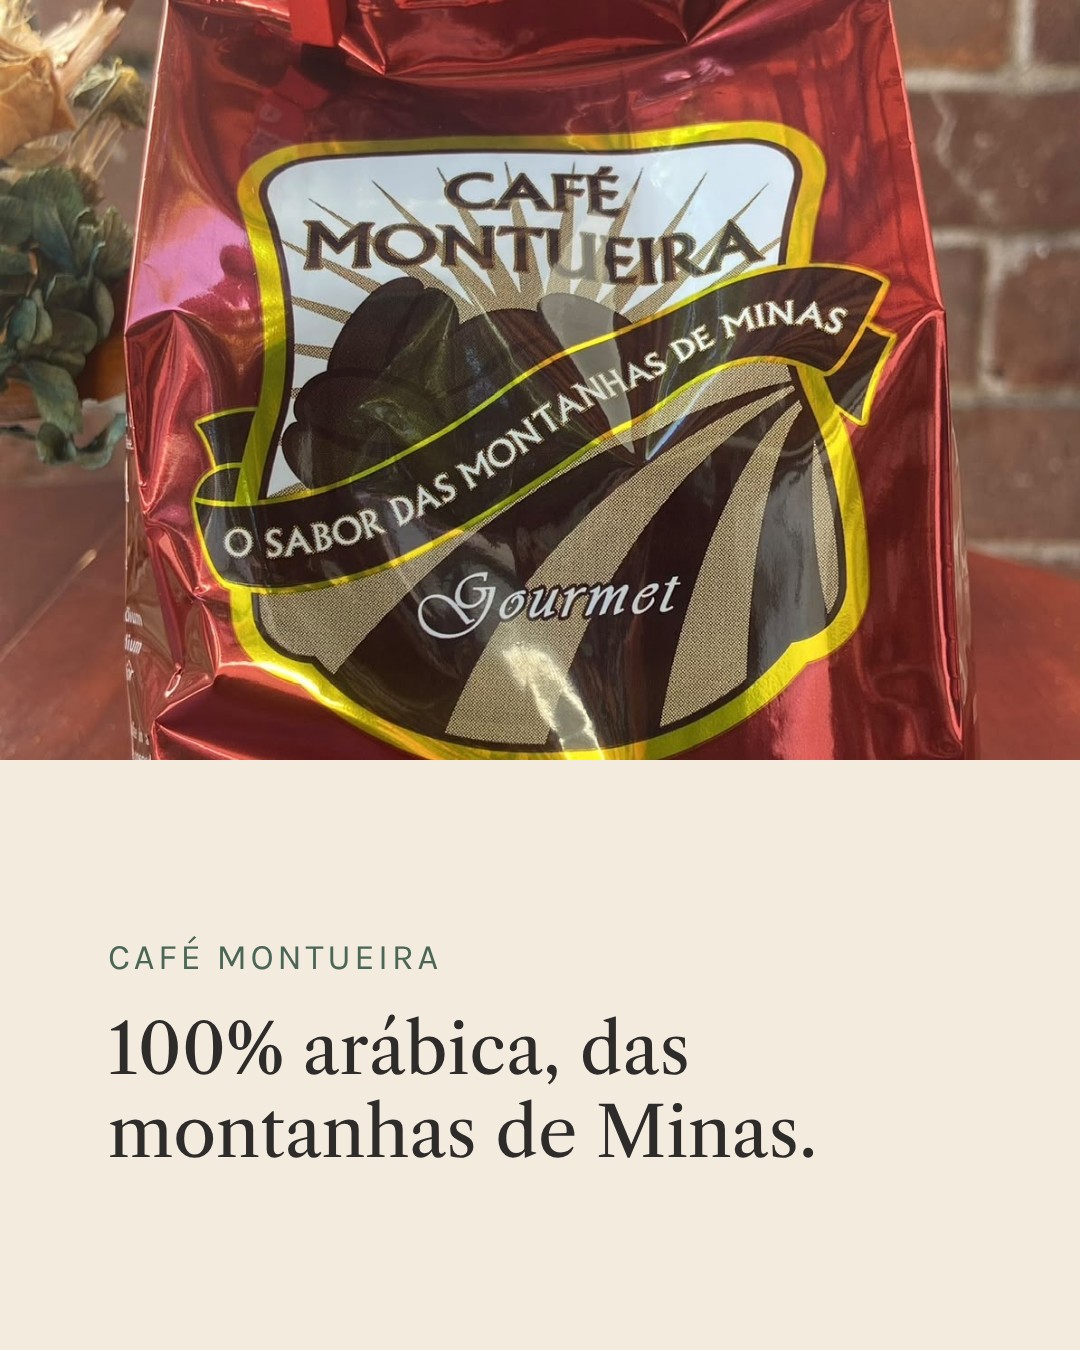 CAFÉ
MONTUEIRA
O SABOR DAS MONTANHAS DE MINAS
Gourmet
CAFÉ MONTUEIRA
100% arábica, das
montanhas de Minas.